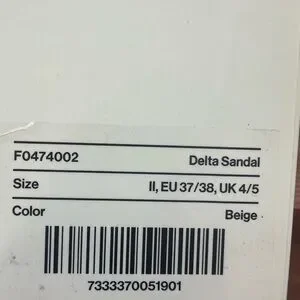 F0474002 Delta Sandal
Size II, EU 37/38, UK 4/5
Color Beige
7333370051901